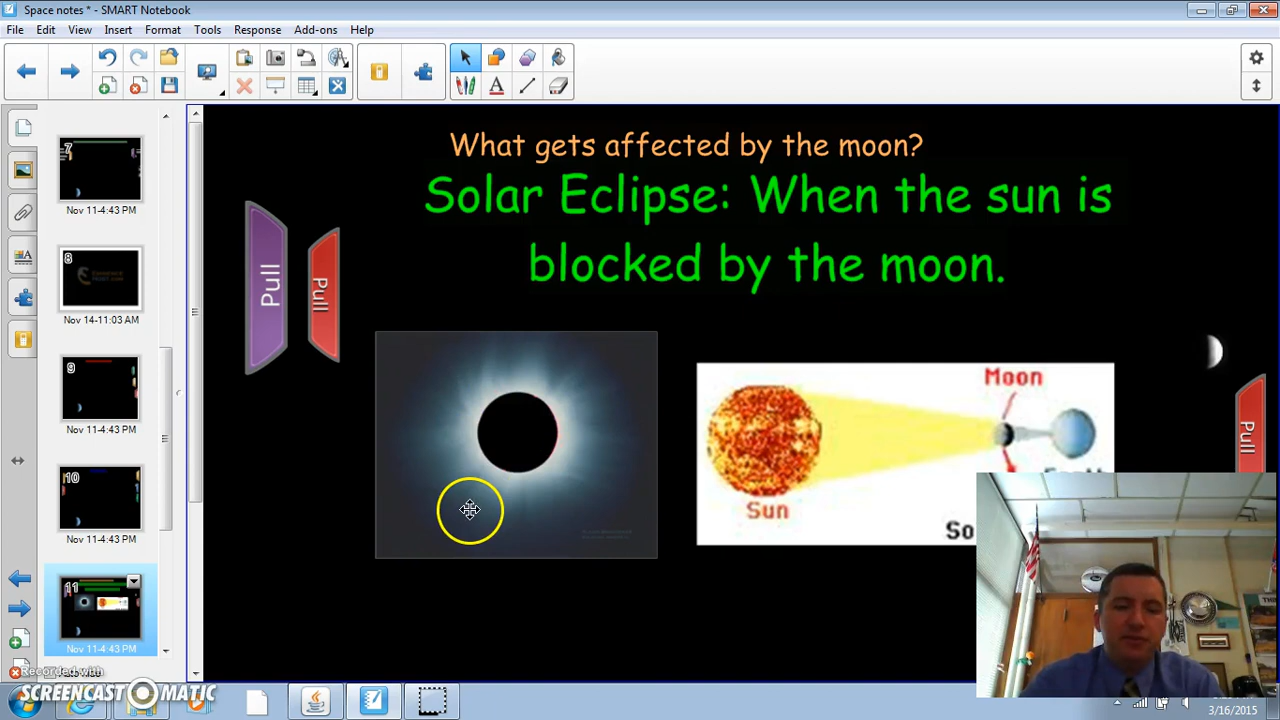 Space notes * - SMART Notebook
File Edit View Insert Format Tools Response Add-ons Help
7
Nov 11-4:43 PM
8
Nov 14-11:03 AM
9
Nov 11-4:43 PM
10
Nov 11-4:43 PM
11
Nov 11-4:43 PM
What gets affected by the moon?
Solar Eclipse: When the sun is
blocked by the moon.
Pull
Pull
Moon
Sun
So
Pull
Recorded with
SCREENCAST MATIC
3/16/2015